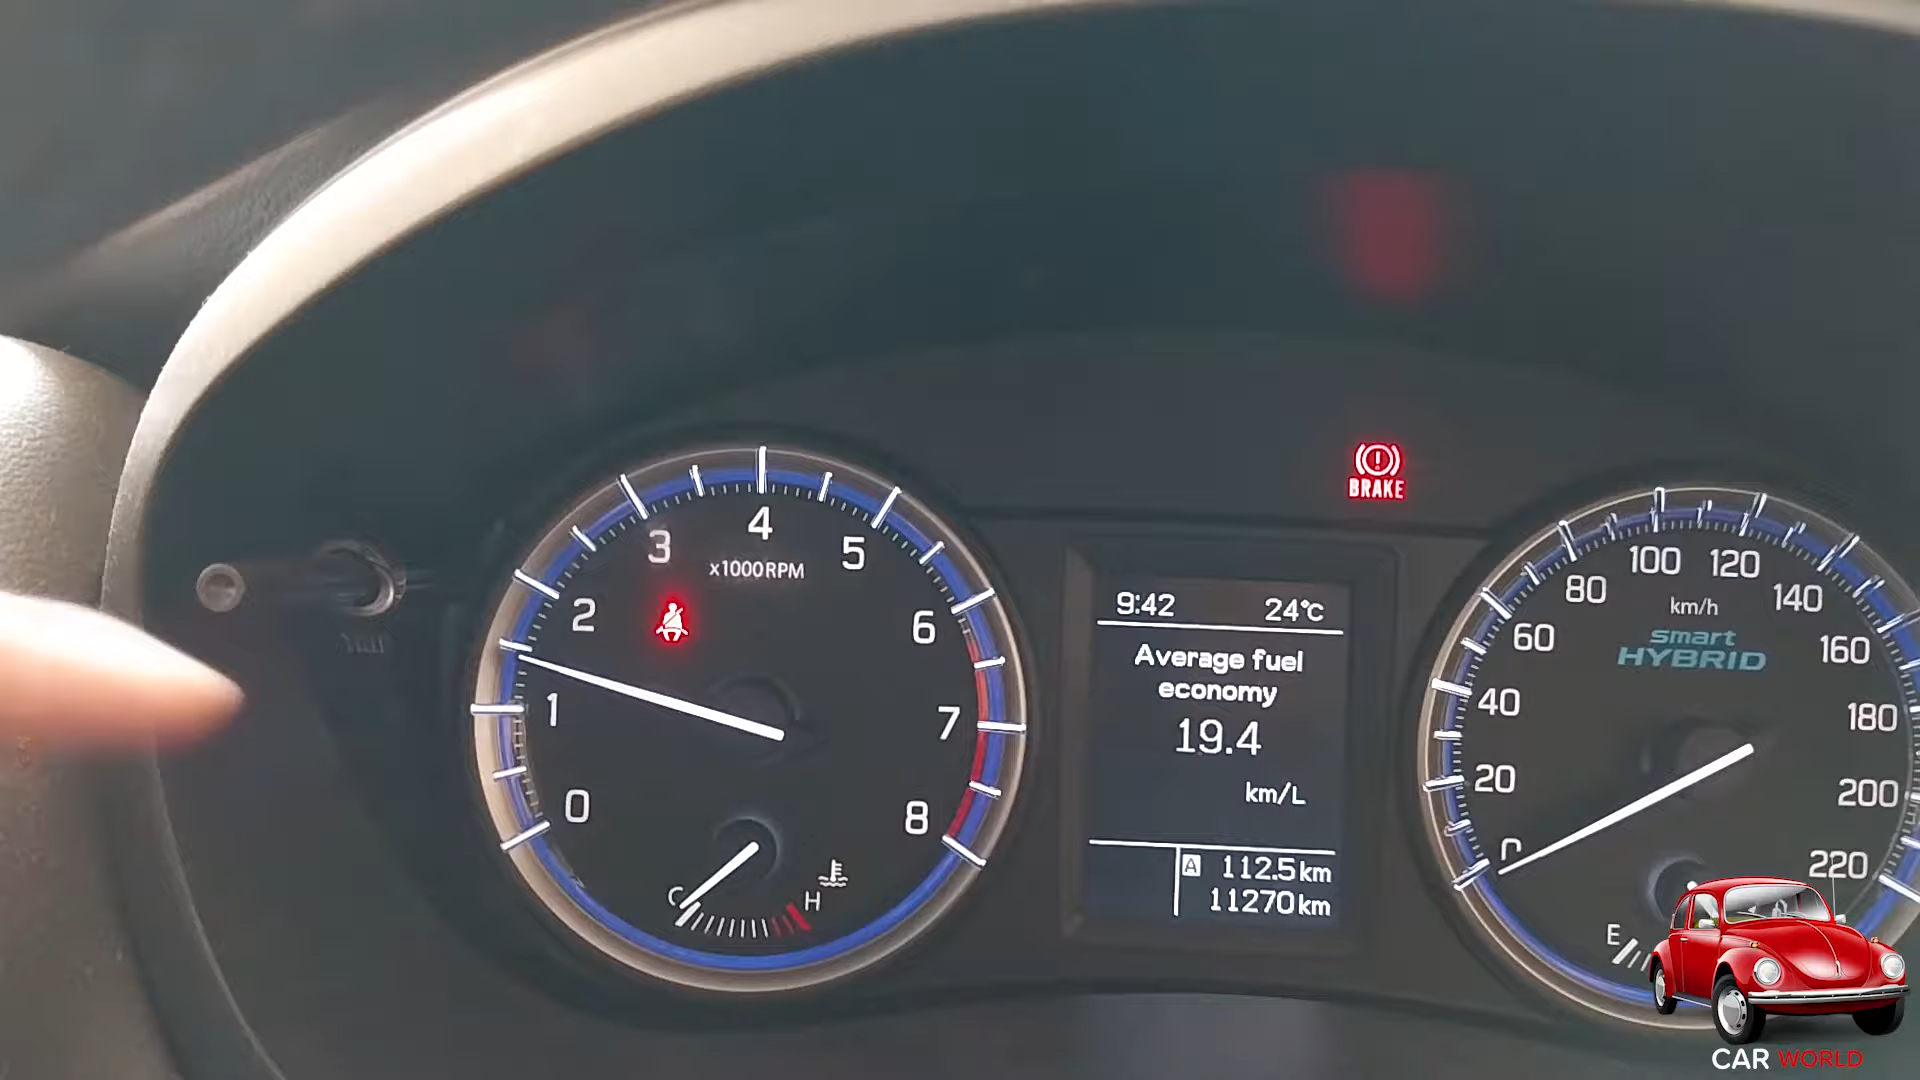 BRAKE
4
3
5
x1000RPM
2
6
1
7
0
8
C
H
9:42 24°C
Average fuel
economy
19.4
km/L
A 112.5km
11270km
100
120
80
140
km/h
60
smart
HYBRID
160
40
180
20
200
0
220
E
CAR WORLD